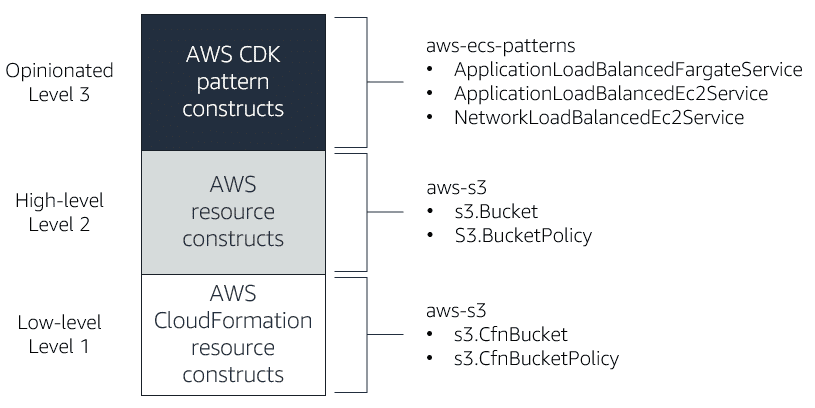 Opinionated
Level 3
AWS CDK
pattern
constructs
aws-ecs-patterns
• ApplicationLoadBalancedFargateService
• ApplicationLoadBalancedEc2Service
• NetworkLoadBalancedEc2Service
High-level
Level 2
AWS
resource
constructs
aws-s3
• s3.Bucket
• S3.BucketPolicy
Low-level
Level 1
AWS
CloudFormation
resource
constructs
aws-s3
• s3.CfnBucket
• s3.CfnBucketPolicy